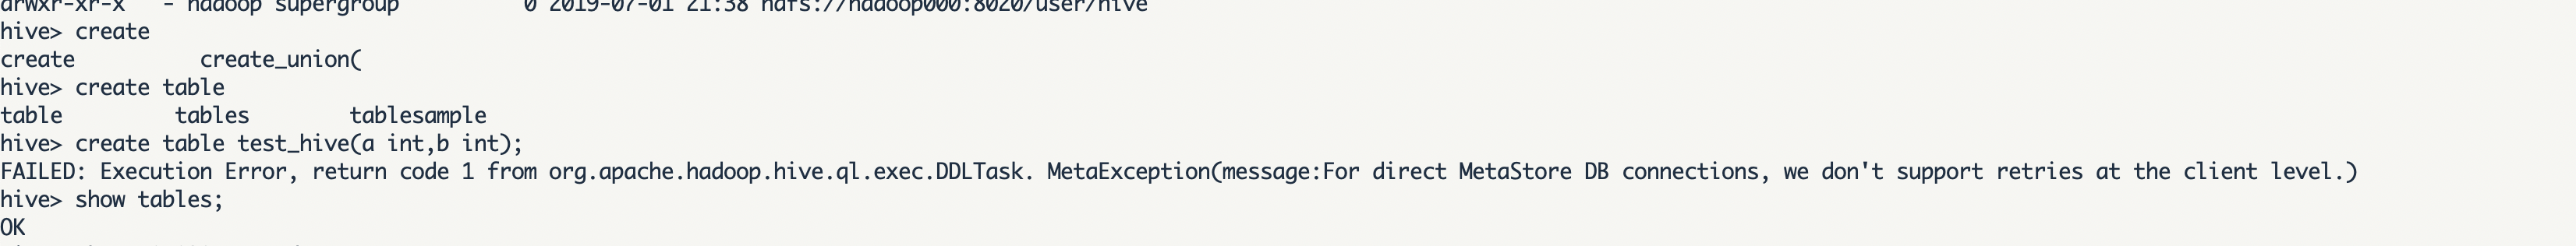 drwxr-xr-x   - hadoop supergroup          0 2019-07-01 21:38 hdfs://hadoop000:8020/user/hive
hive> create
create          create_union(
hive> create table
table         tables        tablesample
hive> create table test_hive(a int,b int);
FAILED: Execution Error, return code 1 from org.apache.hadoop.hive.ql.exec.DDLTask. MetaException(message:For direct MetaStore DB connections, we don't support retries at the client level.)
hive> show tables;
OK